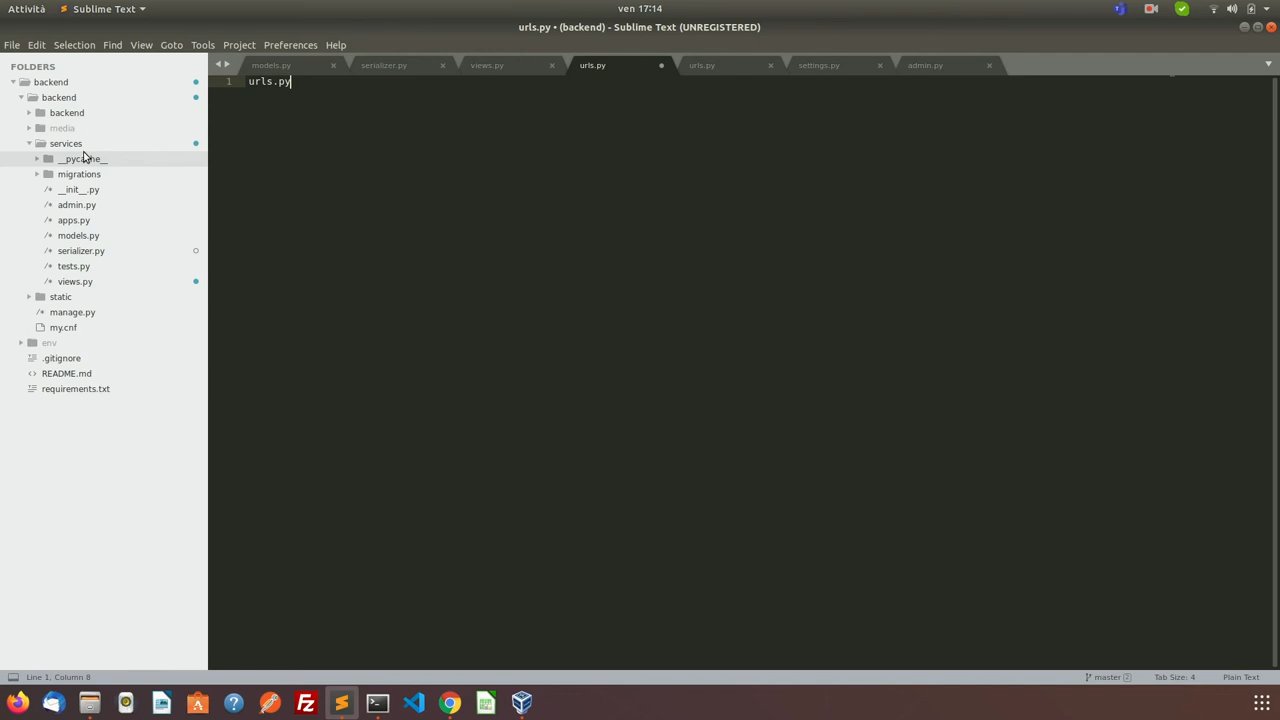 Attività Sublime Text ven 17:14
urls.py • (backend) - Sublime Text (UNREGISTERED)
File Edit Selection Find View Goto Tools Project Preferences Help
FOLDERS
backend
backend
backend
media
services
migrations
__init__.py
admin.py
apps.py
models.py
serializer.py
tests.py
views.py
static
manage.py
my.cnf
env
.gitignore
README.md
requirements.txt
models.py serializer.py views.py urls.py urls.py settings.py admin.py
1 urls.py
Line 1, Column 8 master 2 Tab Size: 4 Plain Text